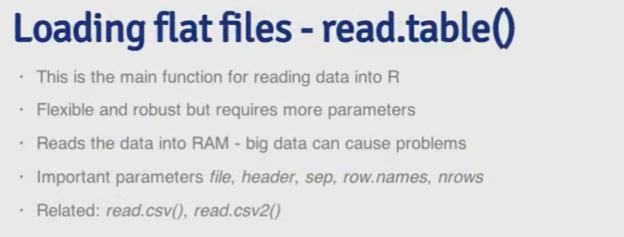 Loading flat files - read.table()
· This is the main function for reading data into R
· Flexible and robust but requires more parameters
· Reads the data into RAM - big data can cause problems
· Important parameters file, header, sep, row.names, nrows
· Related: read.csv(), read.csv2()